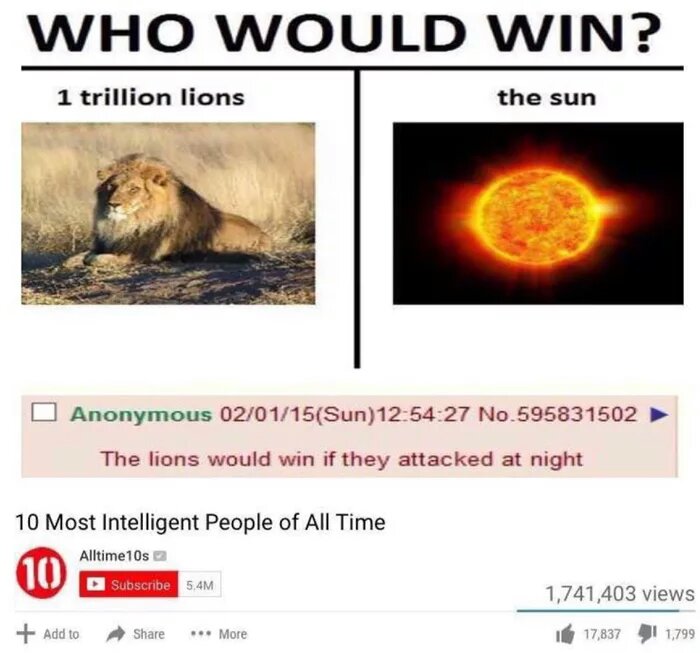 WHO WOULD WIN?
1 trillion lions
the sun
Anonymous 02/01/15(Sun)12:54:27 No.595831502
The lions would win if they attacked at night
10 Most Intelligent People of All Time
10
Alltime10s
Subscribe 5.4M
1,741,403 views
Add to Share More
17,837 1,799